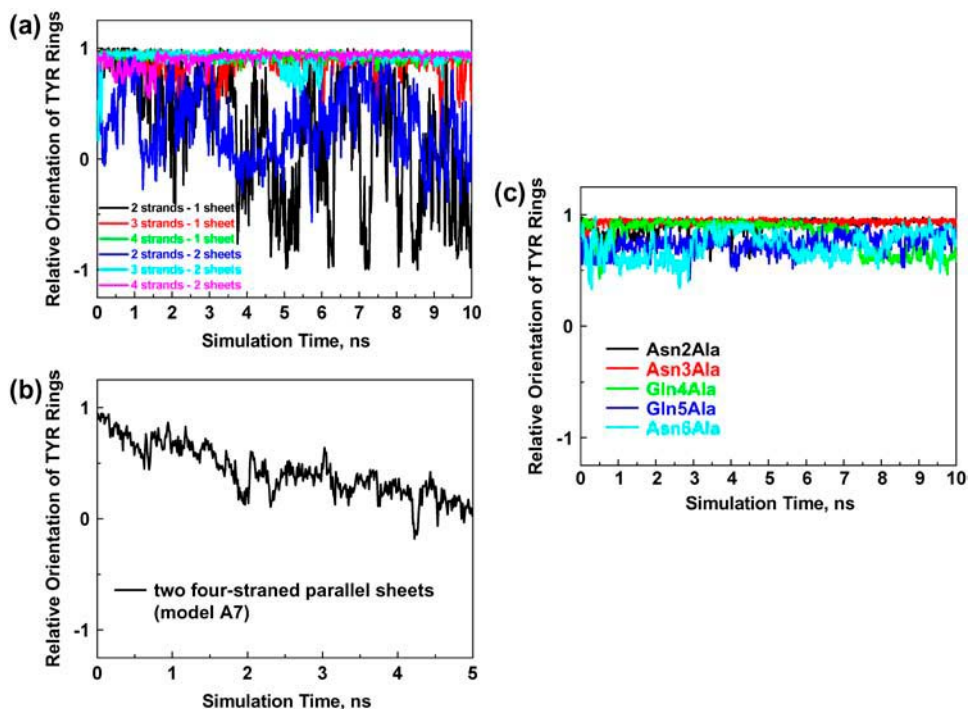 (a)
Relative Orientation of TYR Rings
1
0
-1
2 strands - 1 sheet
3 strands - 1 sheet
4 strands - 1 sheet
2 strands - 2 sheets
3 strands - 2 sheets
4 strands - 2 sheets
0 1 2 3 4 5 6 7 8 9 10
Simulation Time, ns
(b)
Relative Orientation of TYR Rings
1
0
-1
two four-straned parallel sheets
(model A7)
0 1 2 3 4 5
Simulation Time, ns
(c)
Relative Orientation of TYR Rings
1
0
-1
Asn2Ala
Asn3Ala
Gln4Ala
Gln5Ala
Asn6Ala
0 1 2 3 4 5 6 7 8 9 10
Simulation Time, ns